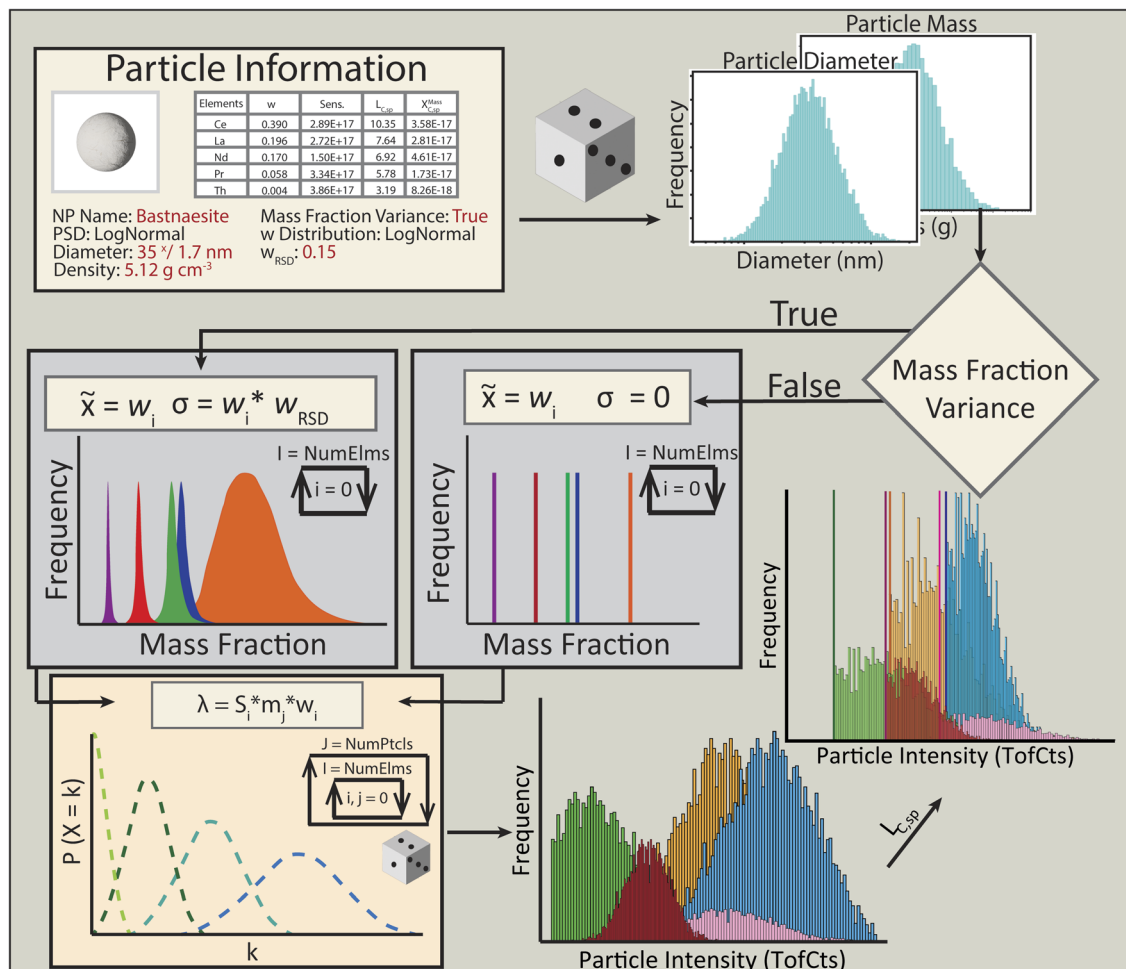 Particle Information
Elements w Sens. L_C,sp X_C,sp^Mass
Ce 0.390 2.89E+17 10.35 3.58E-17
La 0.196 2.72E+17 7.64 2.81E-17
Nd 0.170 1.50E+17 6.92 4.61E-17
Pr 0.058 3.34E+17 5.78 1.73E-17
Th 0.004 3.86E+17 3.19 8.26E-18
NP Name: Bastnaesite
PSD: LogNormal
Diameter: 35 ˣ/ 1.7 nm
Density: 5.12 g cm⁻³
Mass Fraction Variance: True
w Distribution: LogNormal
w_RSD: 0.15
Particle Mass
s (g)
Particle Diameter
Frequency
Diameter (nm)
Mass Fraction
Variance
True
False
x̃ = w_i σ = w_i* w_RSD
I = NumElms
i = 0
Frequency
Mass Fraction
x̃ = w_i σ = 0
I = NumElms
i = 0
Frequency
Mass Fraction
λ = S_i*m_j*w_i
J = NumPtcls
I = NumElms
i, j = 0
P (X = k)
k
Frequency
Particle Intensity (TofCts)
L_C,sp
Frequency
Particle Intensity (TofCts)